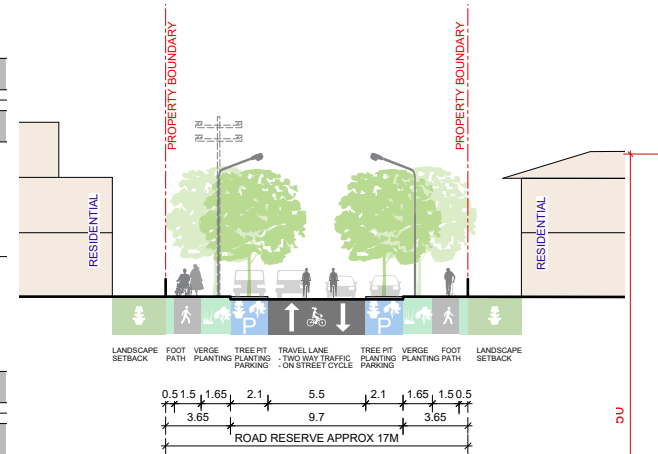 PROPERTY BOUNDARY
PROPERTY BOUNDARY
RESIDENTIAL
RESIDENTIAL
P
P
LANDSCAPE
SETBACK
FOOT
PATH
VERGE
PLANTING
TREE PIT
PLANTING
PARKING
TRAVEL LANE
- TWO WAY TRAFFIC
- ON STREET CYCLE
TREE PIT
PLANTING
PARKING
VERGE
PLANTING
FOOT
PATH
LANDSCAPE
SETBACK
0.5 1.5 1.65 2.1 5.5 2.1 1.65 1.5 0.5
3.65 9.7 3.65
ROAD RESERVE APPROX 17M